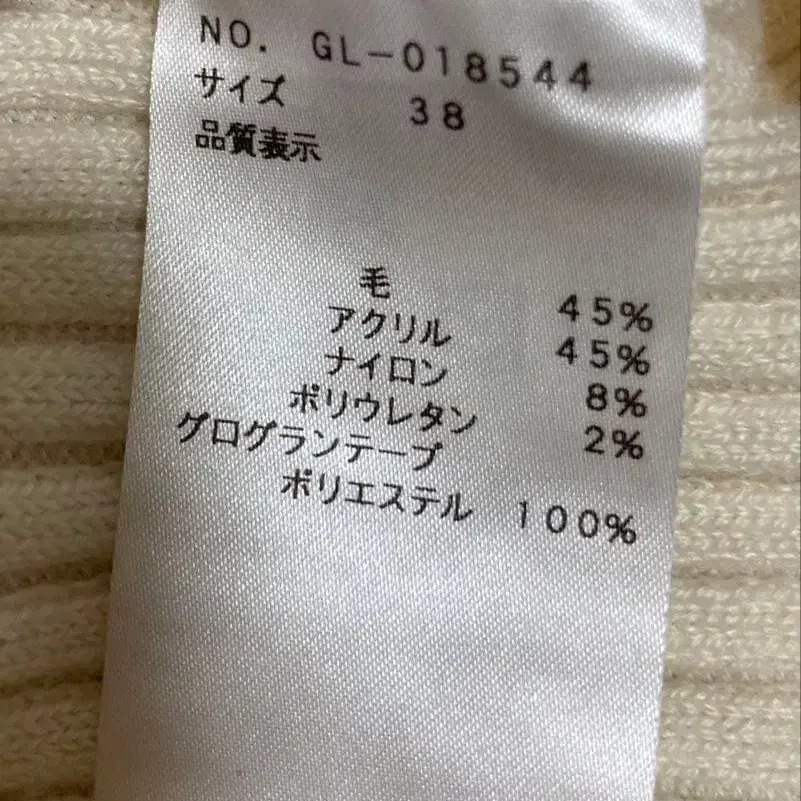 NO. GL-018544
サイズ 38
品質表示
毛 45%
アクリル 45%
ナイロン 8%
ポリウレタン 2%
グログランテープ
ポリエステル 100%